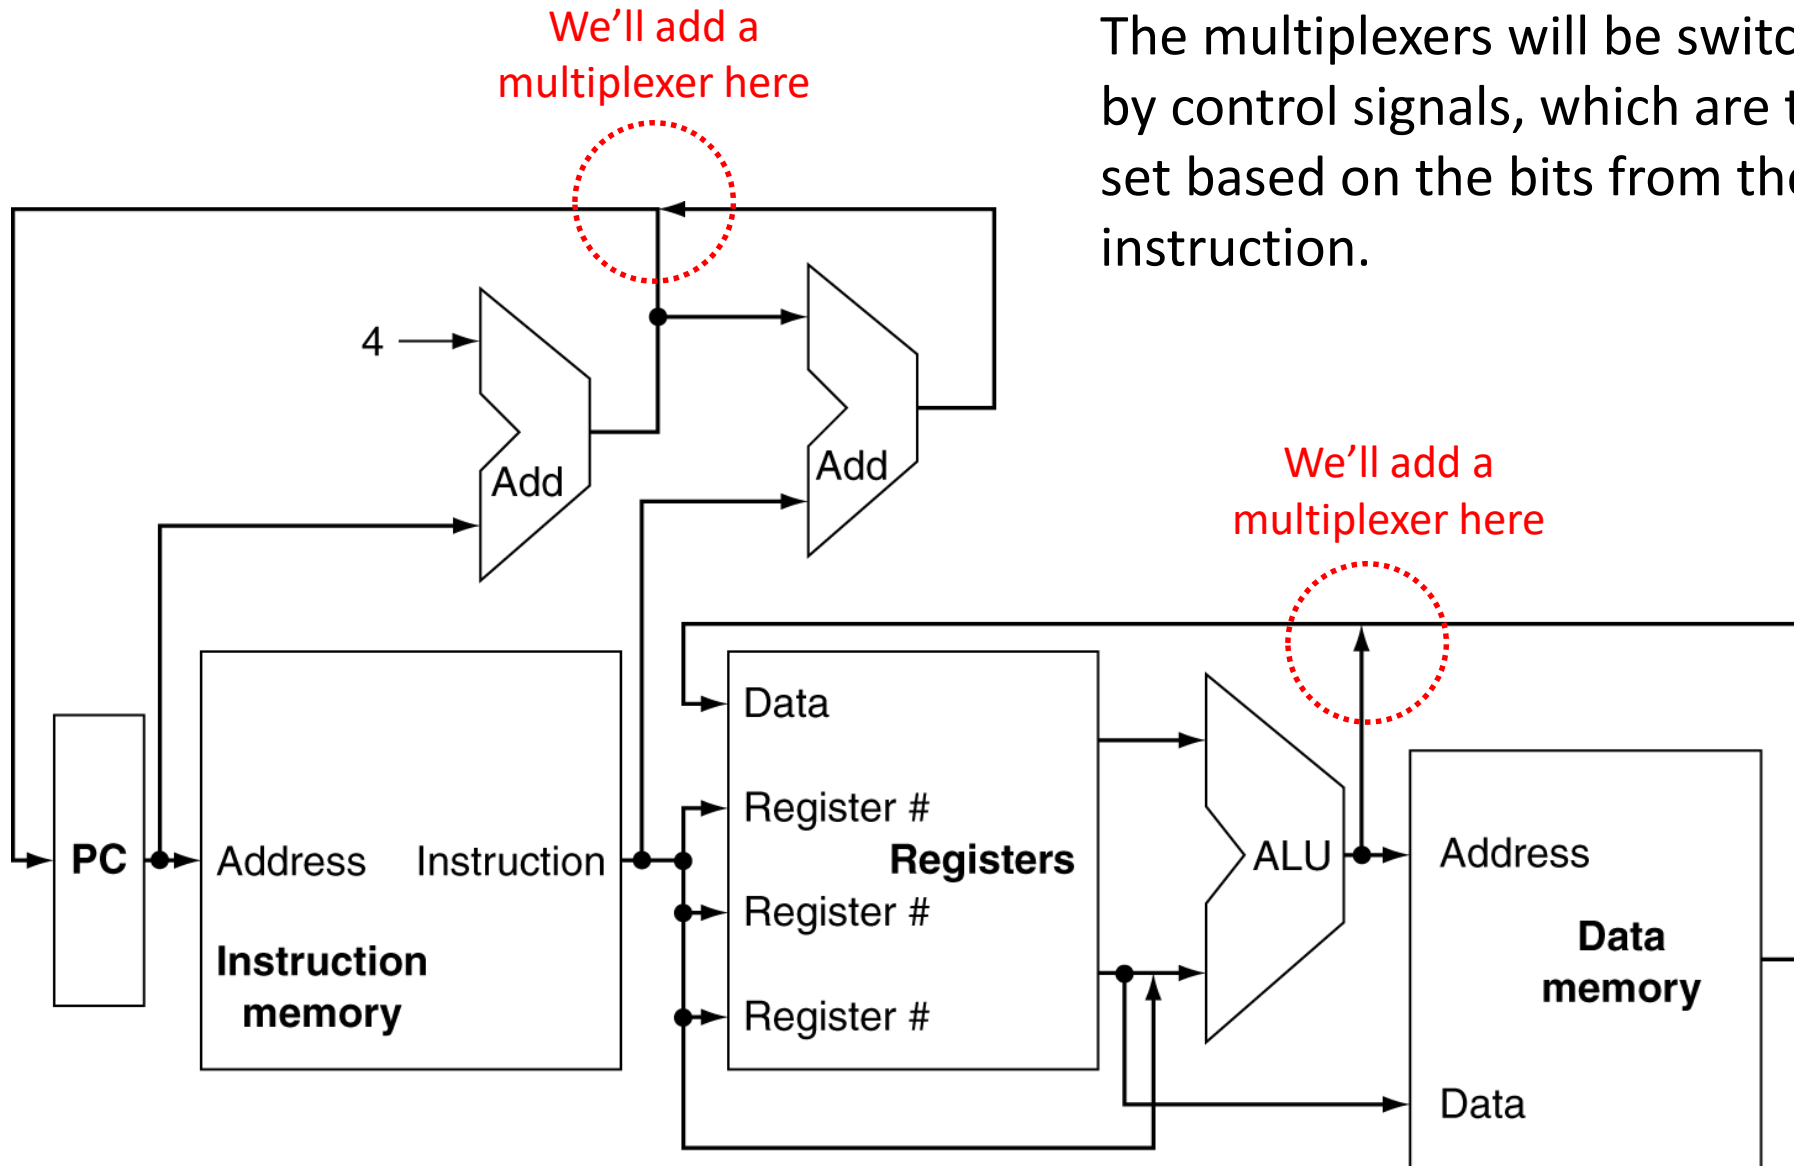 We’ll add a
multiplexer here
The multiplexers will be
by control signals, which are
set based on the bits from
instruction.
4
Add
Add
We’ll add a
multiplexer here
Data
Register #
PC
Address
Instruction
Registers
ALU
Address
Register #
Instruction
memory
Data
memory
Register #
Data